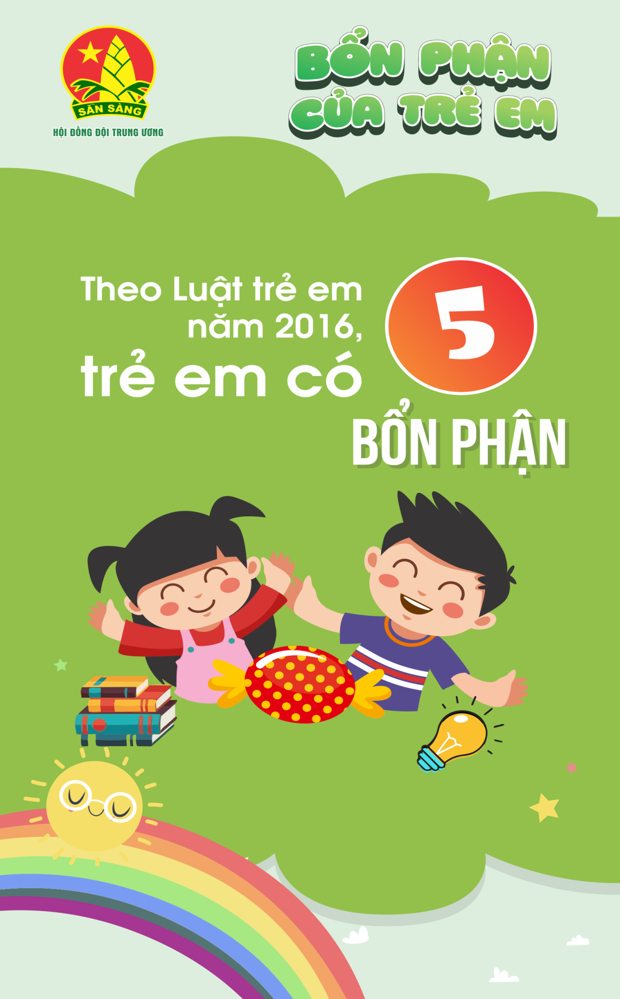 SẴN SÀNG
HỘI ĐỒNG ĐỘI TRUNG ƯƠNG
BỔN PHẬN
CỦA TRẺ EM
Theo Luật trẻ em
năm 2016,
trẻ em có
5
BỔN PHẬN